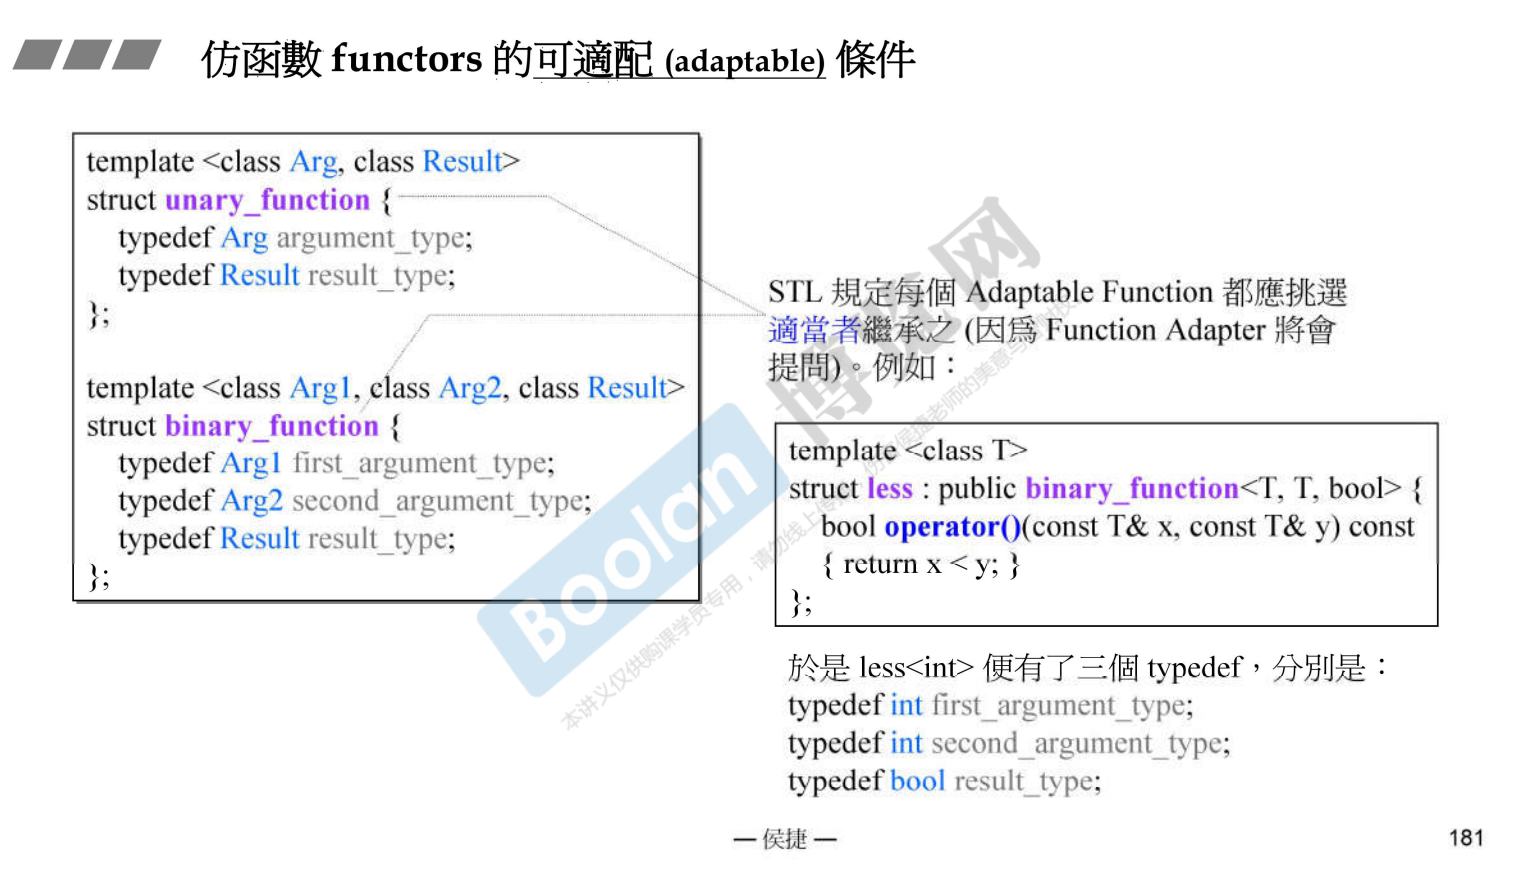 仿函數 functors 的可適配 (adaptable) 條件
template <class Arg, class Result>
struct unary_function {
typedef Arg argument_type;
typedef Result result_type;
};
template <class Arg1, class Arg2, class Result>
struct binary_function {
typedef Arg1 first_argument_type;
typedef Arg2 second_argument_type;
typedef Result result_type;
};
STL 規定每個 Adaptable Function 都應挑選
適當者繼承之 (因爲 Function Adapter 將會
提問)。例如：
template <class T>
struct less : public binary_function<T, T, bool> {
bool operator()(const T& x, const T& y) const
{ return x < y; }
};
於是 less<int> 便有了三個 typedef，分別是：
typedef int first_argument_type;
typedef int second_argument_type;
typedef bool result_type;
Boolan 博览网
本讲义仅供购课学员专用，请勿线上传
侯捷老师的美意与
— 侯捷 —
181